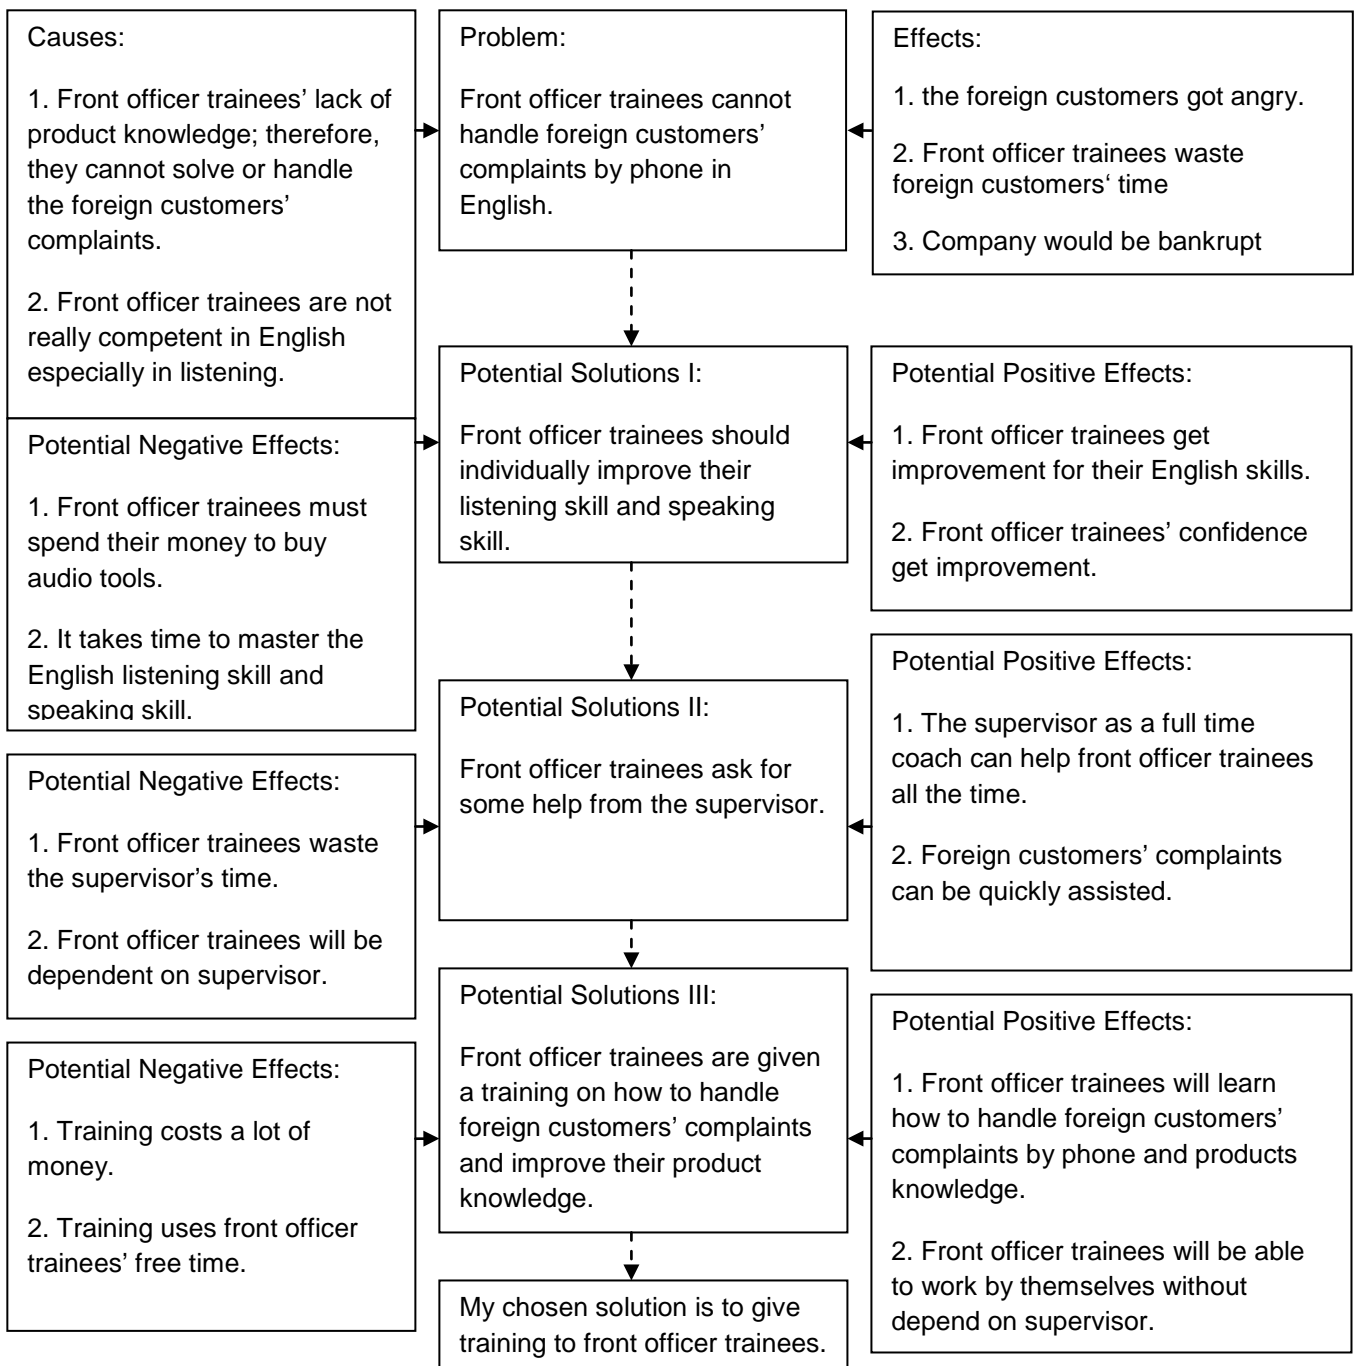 Causes:
1. Front officer trainees’ lack of
product knowledge; therefore,
they cannot solve or handle
the foreign customers’
complaints.
2. Front officer trainees are not
really competent in English
especially in listening.
Problem:
Front officer trainees cannot
handle foreign customers’
complaints by phone in
English.
Effects:
1. the foreign customers got angry.
2. Front officer trainees waste
foreign customers‘ time
3. Company would be bankrupt
Potential Negative Effects:
1. Front officer trainees must
spend their money to buy
audio tools.
2. It takes time to master the
English listening skill and
speaking skill.
Potential Solutions I:
Front officer trainees should
individually improve their
listening skill and speaking
skill.
Potential Positive Effects:
1. Front officer trainees get
improvement for their English skills.
2. Front officer trainees’ confidence
get improvement.
Potential Negative Effects:
1. Front officer trainees waste
the supervisor’s time.
2. Front officer trainees will be
dependent on supervisor.
Potential Solutions II:
Front officer trainees ask for
some help from the supervisor.
Potential Positive Effects:
1. The supervisor as a full time
coach can help front officer trainees
all the time.
2. Foreign customers’ complaints
can be quickly assisted.
Potential Negative Effects:
1. Training costs a lot of
money.
2. Training uses front officer
trainees’ free time.
Potential Solutions III:
Front officer trainees are given
a training on how to handle
foreign customers’ complaints
and improve their product
knowledge.
Potential Positive Effects:
1. Front officer trainees will learn
how to handle foreign customers’
complaints by phone and products
knowledge.
2. Front officer trainees will be able
to work by themselves without
depend on supervisor.
My chosen solution is to give
training to front officer trainees.